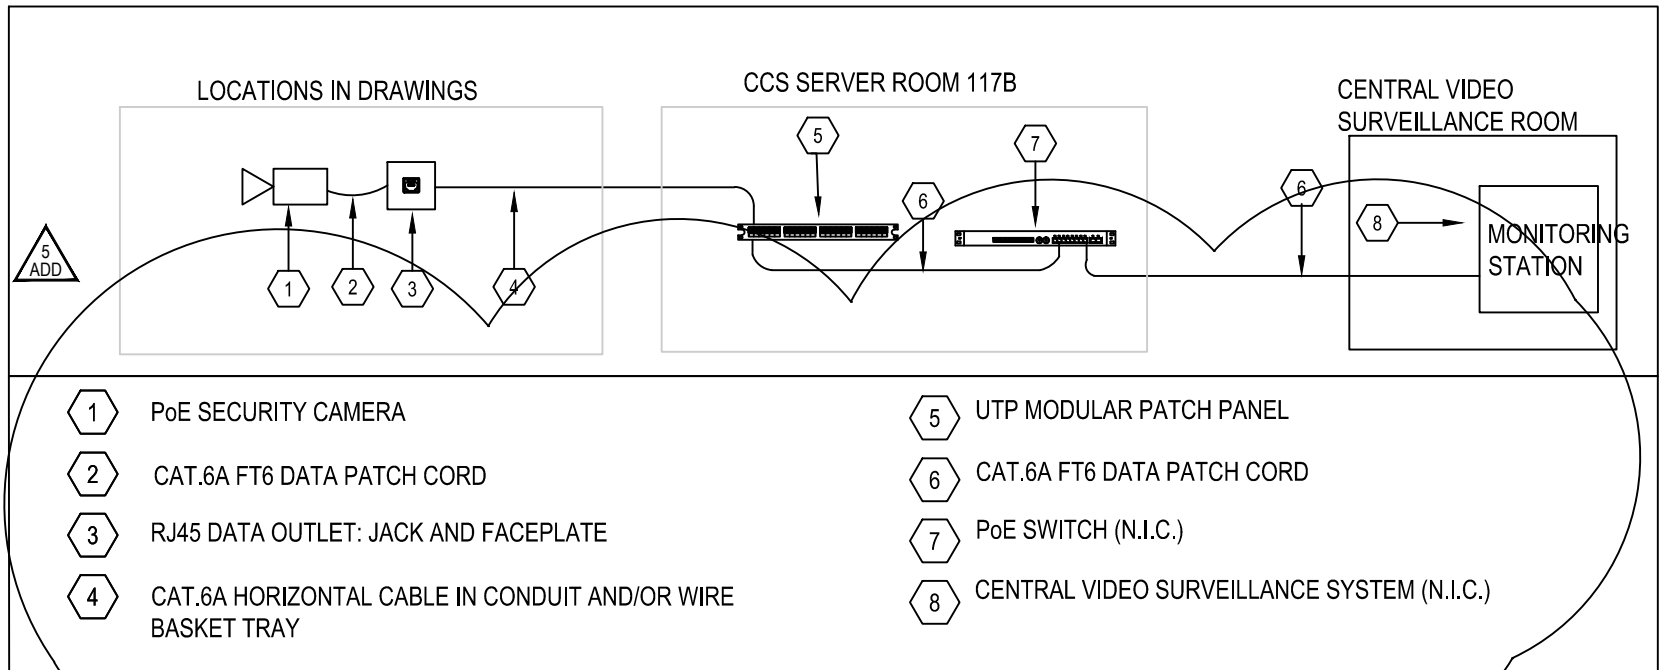 LOCATIONS IN DRAWINGS
CCS SERVER ROOM 117B
CENTRAL VIDEO
SURVEILLANCE ROOM
5
7
6
6
8
MONITORING
STATION
5
ADD
1
2
3
4
1 PoE SECURITY CAMERA
2 CAT.6A FT6 DATA PATCH CORD
3 RJ45 DATA OUTLET: JACK AND FACEPLATE
4 CAT.6A HORIZONTAL CABLE IN CONDUIT AND/OR WIRE
BASKET TRAY
5 UTP MODULAR PATCH PANEL
6 CAT.6A FT6 DATA PATCH CORD
7 PoE SWITCH (N.I.C.)
8 CENTRAL VIDEO SURVEILLANCE SYSTEM (N.I.C.)